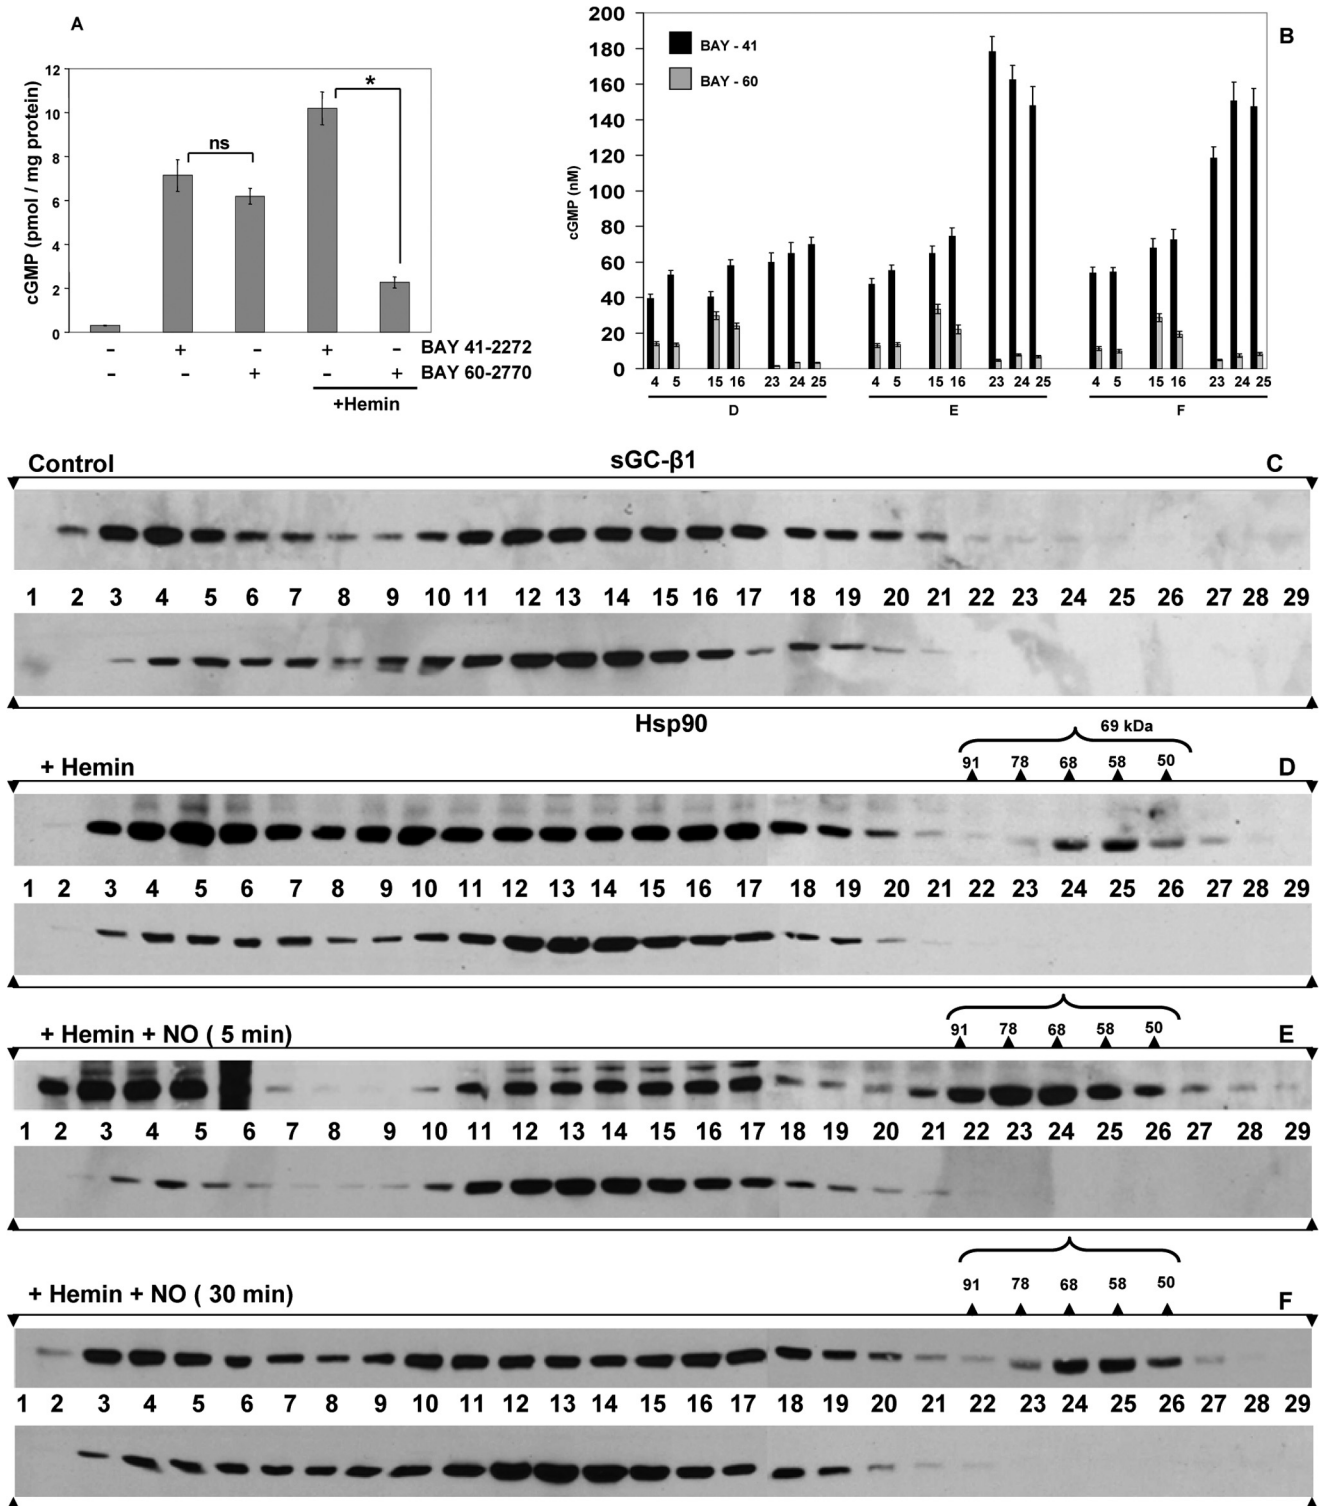 A
cGMP (pmol / mg protein)
12
10
8
6
4
2
0
ns
*
- + - + - BAY 41-2272
- - + - + BAY 60-2770
+Hemin
B
cGMP (nM)
200
180
160
140
120
100
80
60
40
20
0
BAY - 41
BAY - 60
4 5 15 16 23 24 25 4 5 15 16 23 24 25 4 5 15 16 23 24 25
D E F
Control sGC-β1 C
1 2 3 4 5 6 7 8 9 10 11 12 13 14 15 16 17 18 19 20 21 22 23 24 25 26 27 28 29
Hsp90
69 kDa
+ Hemin 91 78 68 58 50 D
1 2 3 4 5 6 7 8 9 10 11 12 13 14 15 16 17 18 19 20 21 22 23 24 25 26 27 28 29
+ Hemin + NO ( 5 min) 91 78 68 58 50 E
1 2 3 4 5 6 7 8 9 10 11 12 13 14 15 16 17 18 19 20 21 22 23 24 25 26 27 28 29
+ Hemin + NO ( 30 min) 91 78 68 58 50 F
1 2 3 4 5 6 7 8 9 10 11 12 13 14 15 16 17 18 19 20 21 22 23 24 25 26 27 28 29